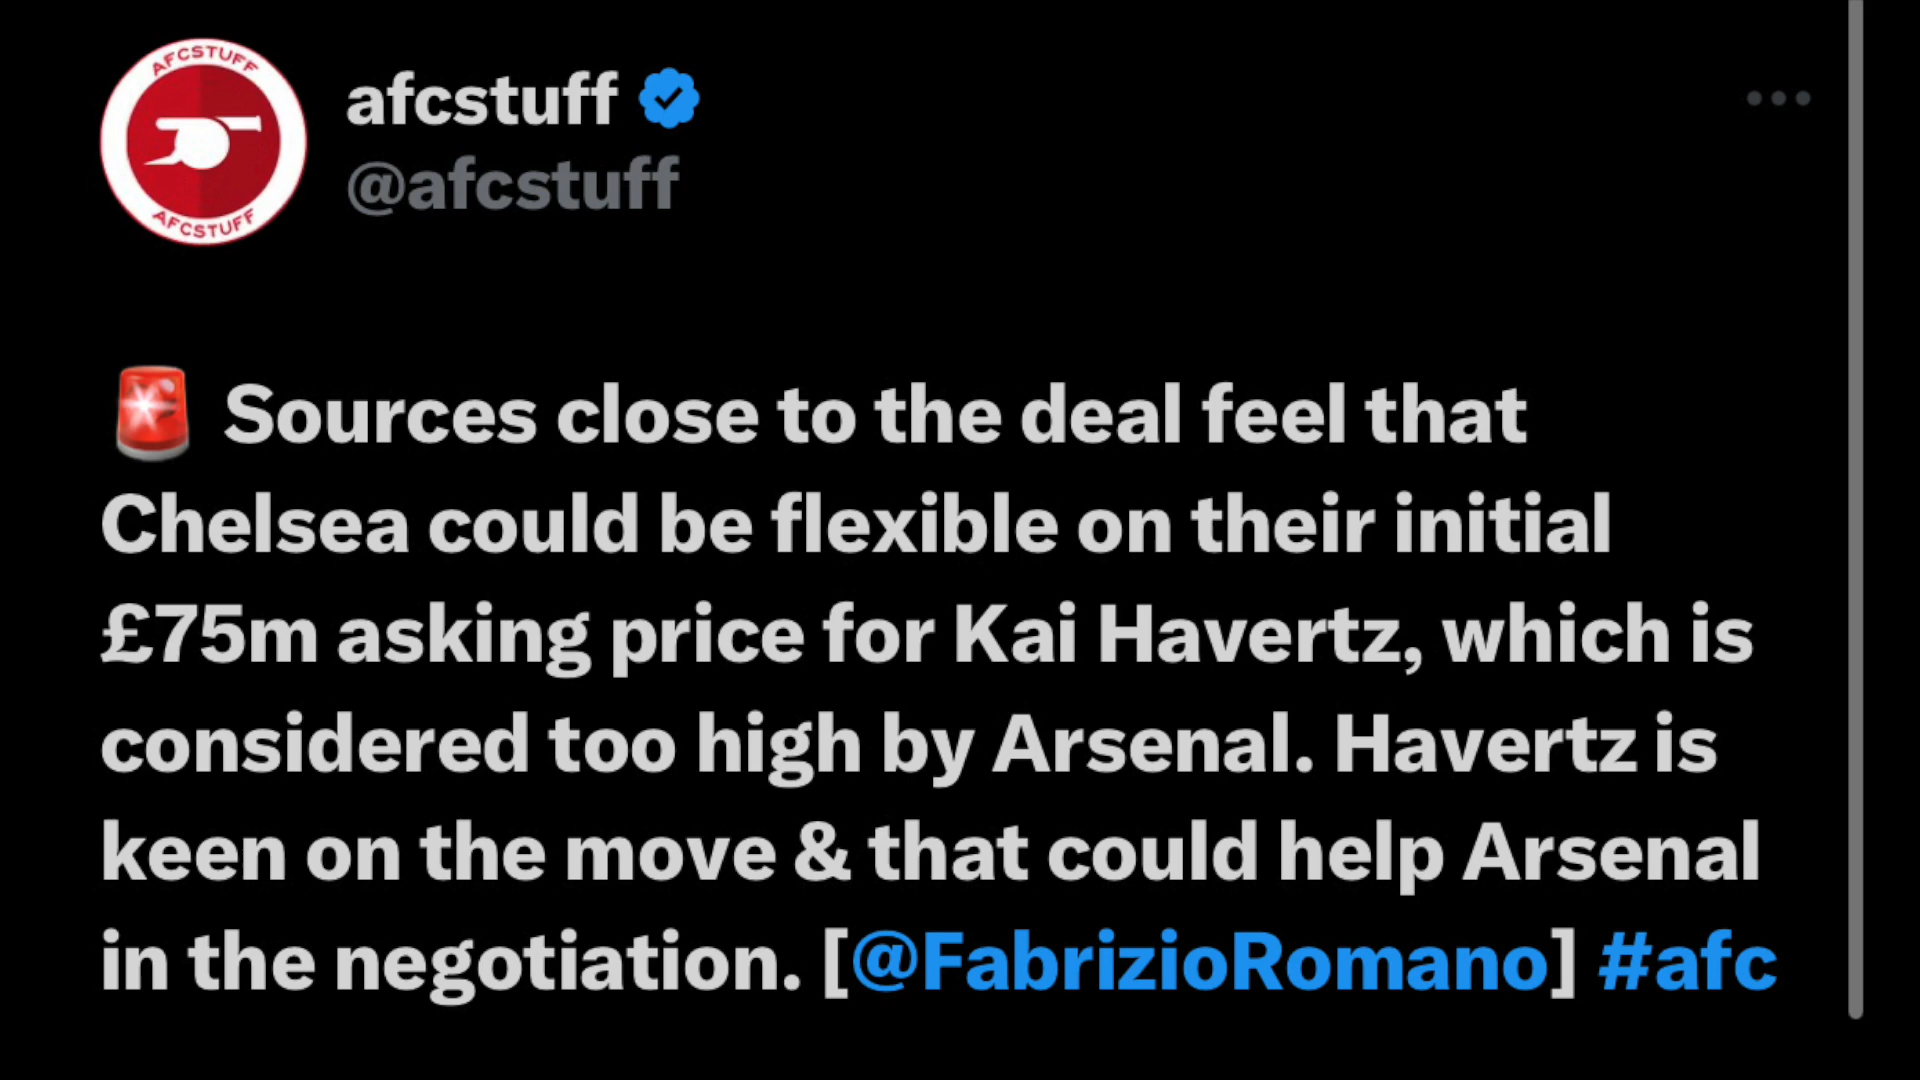 AFCSTUFF
AFCSTUFF
afcstuff
@afcstuff
🚨 Sources close to the deal feel that
Chelsea could be flexible on their initial
£75m asking price for Kai Havertz, which is
considered too high by Arsenal. Havertz is
keen on the move & that could help Arsenal
in the negotiation. [@FabrizioRomano] #afc